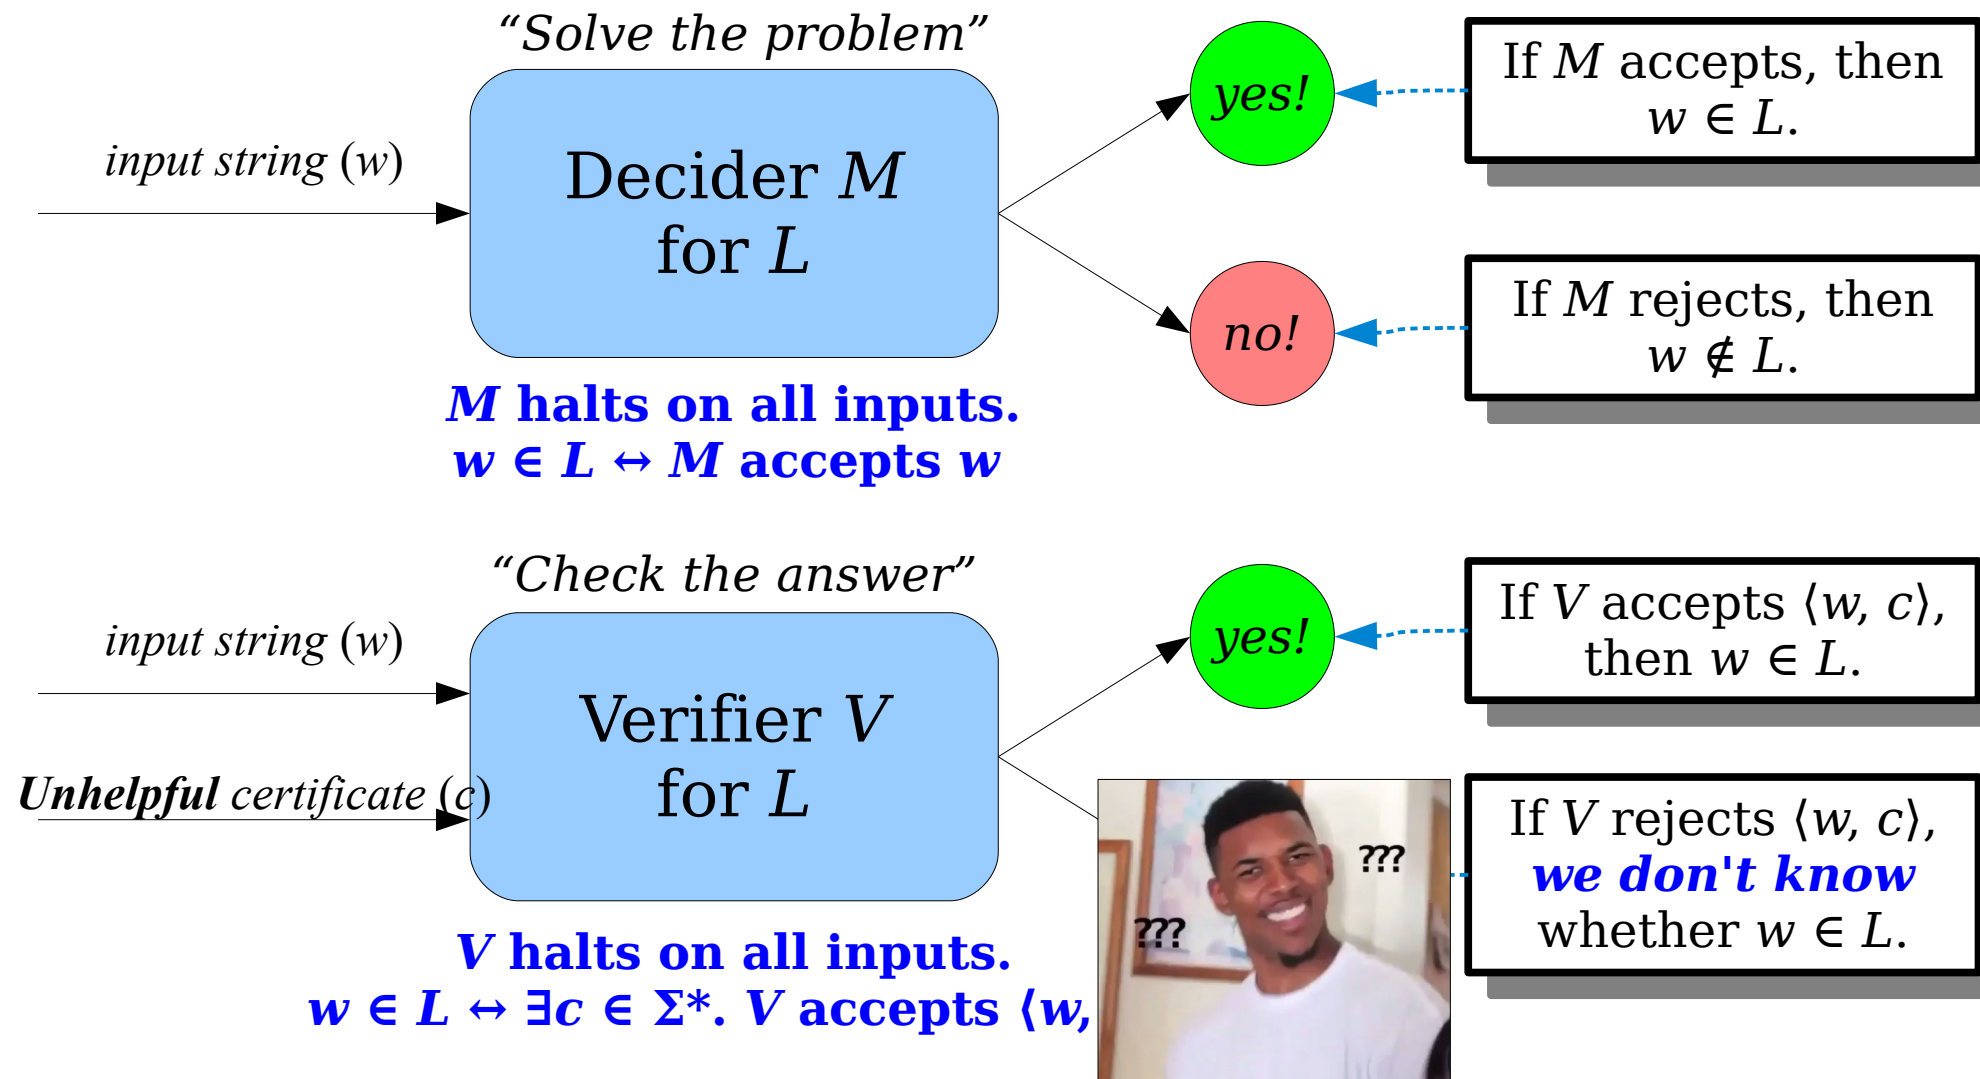 “Solve the problem”
input string (w)
Decider M
for L
yes!
If M accepts, then
w ∈ L.
no!
If M rejects, then
w ∉ L.
M halts on all inputs.
w ∈ L ↔ M accepts w
“Check the answer”
input string (w)
Unhelpful certificate (c)
Verifier V
for L
yes!
If V accepts ⟨w, c⟩,
then w ∈ L.
???
???
If V rejects ⟨w, c⟩,
we don't know
whether w ∈ L.
V halts on all inputs.
w ∈ L ↔ ∃c ∈ Σ*. V accepts ⟨w,